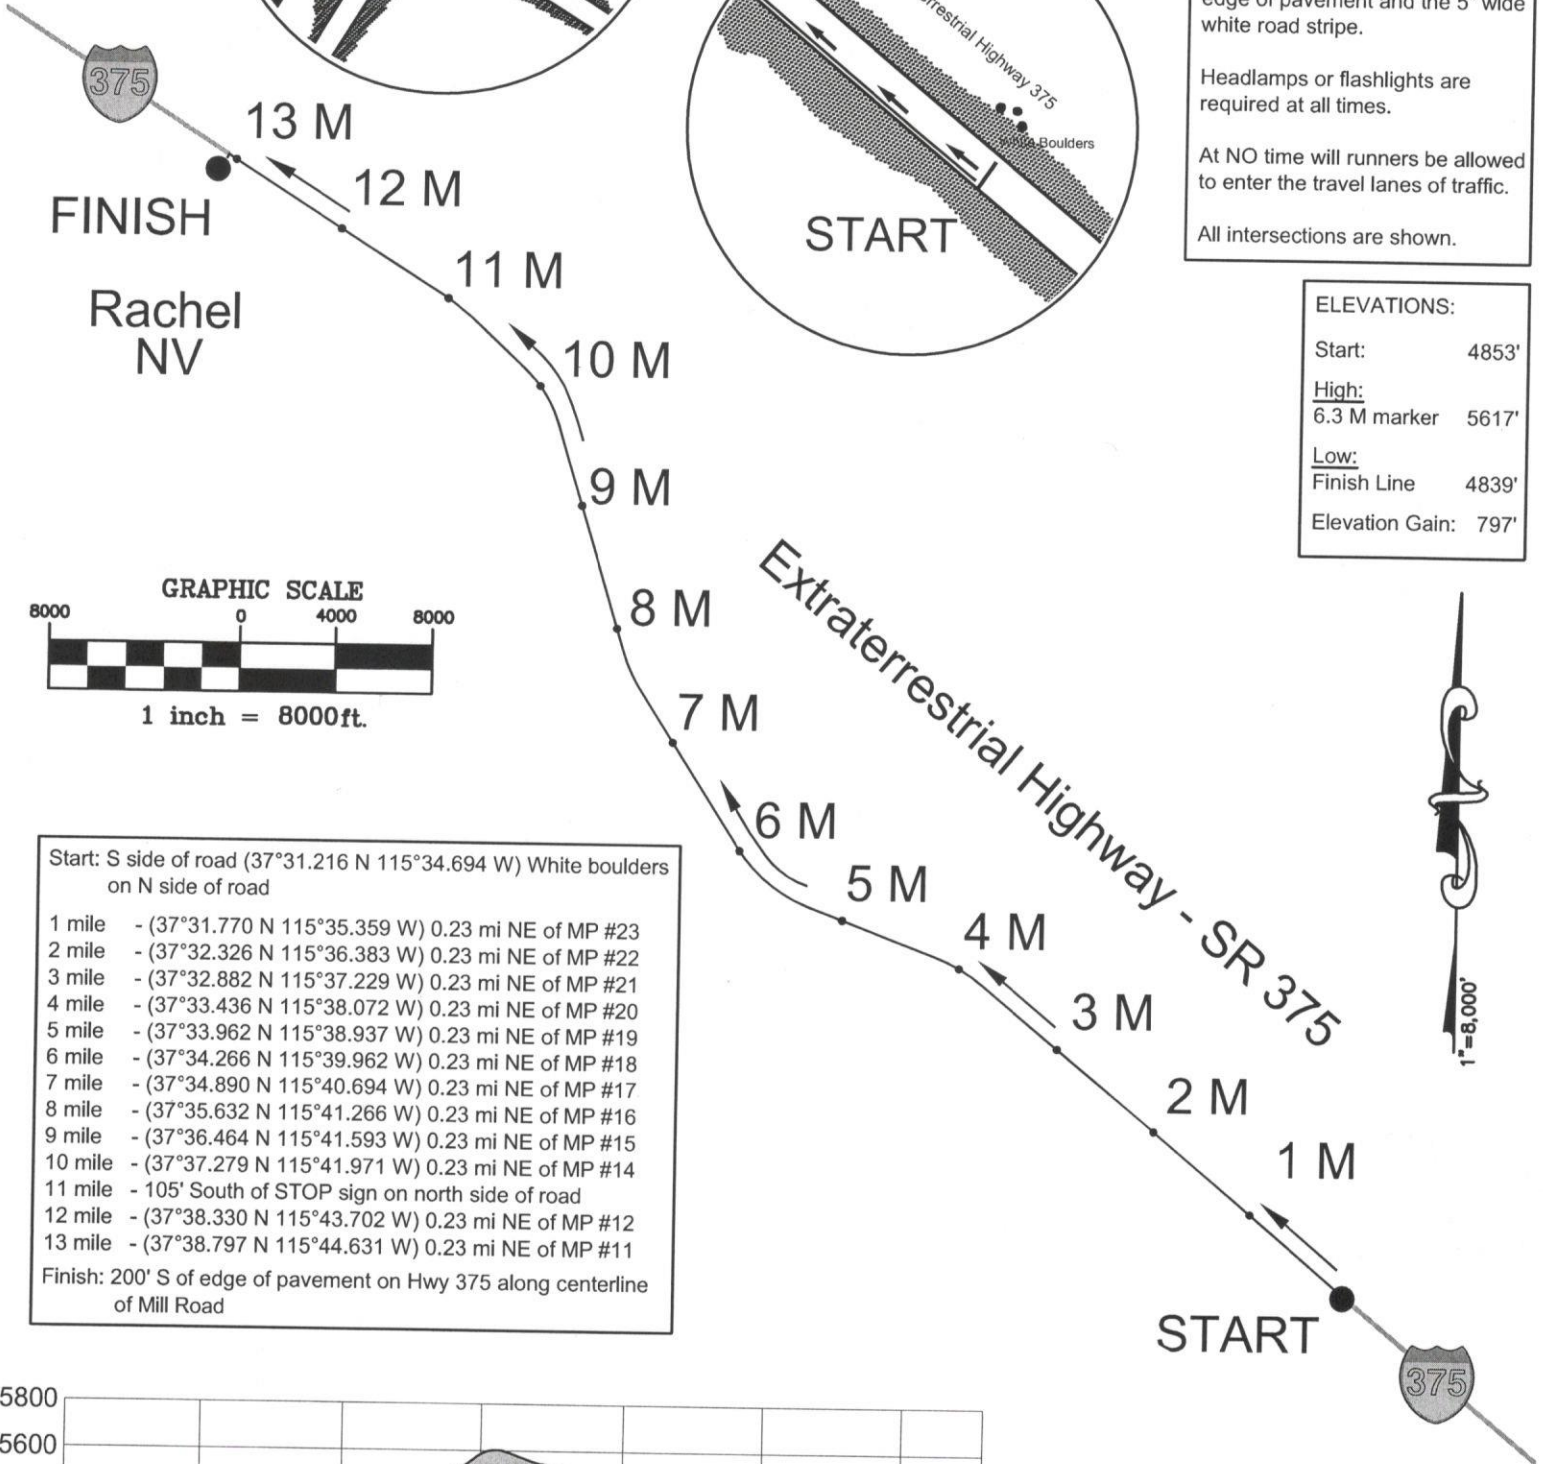 edge of pavement and the 5" wide
white road stripe.
Headlamps or flashlights are
required at all times.
At NO time will runners be allowed
to enter the travel lanes of traffic.
All intersections are shown.
Highway 375
White Boulders
START
375
13 M
12 M
FINISH
11 M
Rachel
NV
10 M
9 M
8 M
7 M
6 M
5 M
4 M
3 M
2 M
1 M
START
375
Extraterrestrial Highway - SR 375
ELEVATIONS:
Start: 4853'
High:
6.3 M marker 5617'
Low:
Finish Line 4839'
Elevation Gain: 797'
GRAPHIC SCALE
8000 0 4000 8000
1 inch = 8000ft.
1"=8,000'
Start: S side of road (37°31.216 N 115°34.694 W) White boulders
on N side of road
1 mile - (37°31.770 N 115°35.359 W) 0.23 mi NE of MP #23
2 mile - (37°32.326 N 115°36.383 W) 0.23 mi NE of MP #22
3 mile - (37°32.882 N 115°37.229 W) 0.23 mi NE of MP #21
4 mile - (37°33.436 N 115°38.072 W) 0.23 mi NE of MP #20
5 mile - (37°33.962 N 115°38.937 W) 0.23 mi NE of MP #19
6 mile - (37°34.266 N 115°39.962 W) 0.23 mi NE of MP #18
7 mile - (37°34.890 N 115°40.694 W) 0.23 mi NE of MP #17
8 mile - (37°35.632 N 115°41.266 W) 0.23 mi NE of MP #16
9 mile - (37°36.464 N 115°41.593 W) 0.23 mi NE of MP #15
10 mile - (37°37.279 N 115°41.971 W) 0.23 mi NE of MP #14
11 mile - 105' South of STOP sign on north side of road
12 mile - (37°38.330 N 115°43.702 W) 0.23 mi NE of MP #12
13 mile - (37°38.797 N 115°44.631 W) 0.23 mi NE of MP #11
Finish: 200' S of edge of pavement on Hwy 375 along centerline
of Mill Road
5800
5600